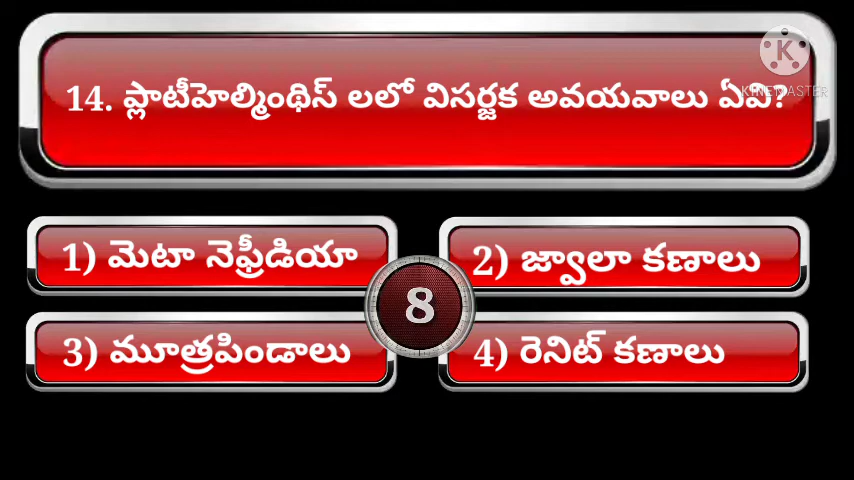 14. ప్లాటీహెల్మింథిస్ లలో విసర్జక అవయవాలు ఏవి?
KINEMASTER
1) మెటా నెఫ్రీడియా
2) జ్వాలా కణాలు
8
3) మూత్రపిండాలు
4) రెనిట్ కణాలు